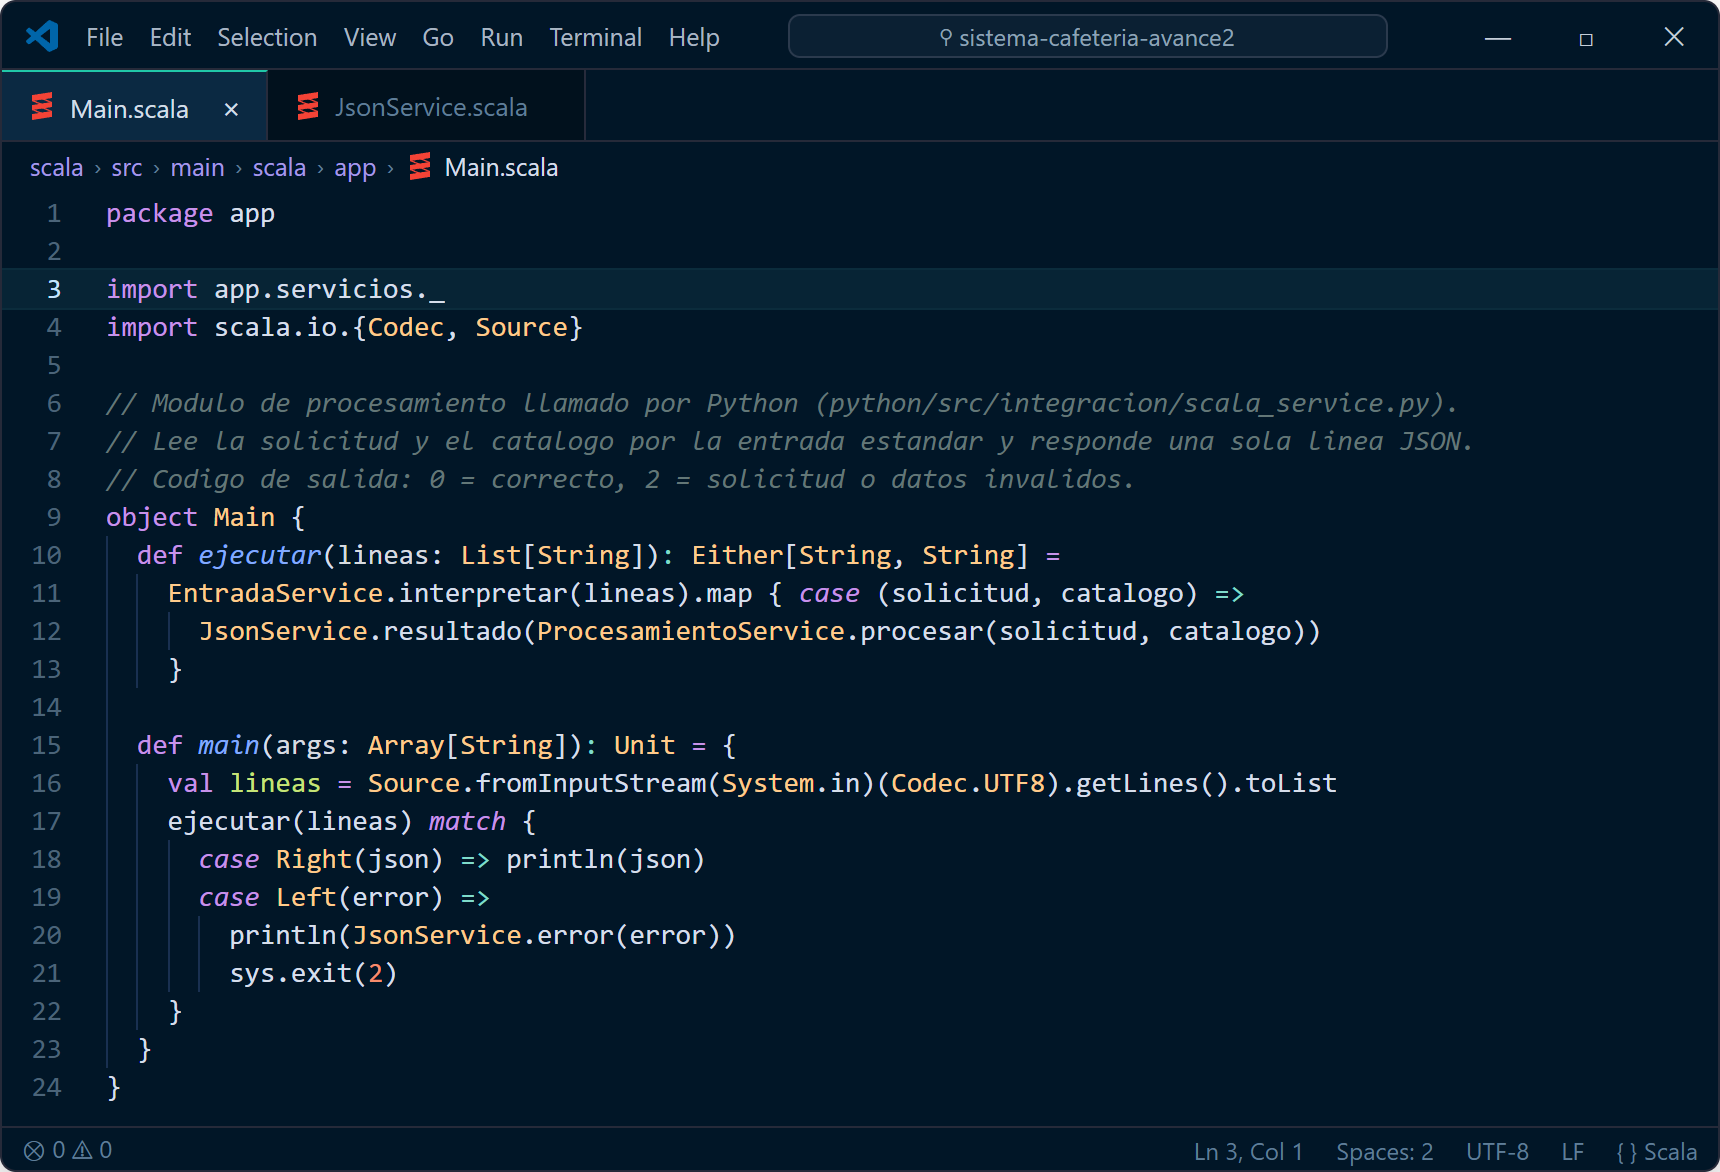 File Edit Selection View Go Run Terminal Help sistema-cafeteria-avance2
Main.scala × JsonService.scala
scala › src › main › scala › app › Main.scala
1 package app
2
3 import app.servicios._
4 import scala.io.{Codec, Source}
5
6 // Modulo de procesamiento llamado por Python (python/src/integracion/scala_service.py).
7 // Lee la solicitud y el catalogo por la entrada estandar y responde una sola linea JSON.
8 // Codigo de salida: 0 = correcto, 2 = solicitud o datos invalidos.
9 object Main {
10   def ejecutar(lineas: List[String]): Either[String, String] =
11     EntradaService.interpretar(lineas).map { case (solicitud, catalogo) =>
12       JsonService.resultado(ProcesamientoService.procesar(solicitud, catalogo))
13     }
14
15   def main(args: Array[String]): Unit = {
16     val lineas = Source.fromInputStream(System.in)(Codec.UTF8).getLines().toList
17     ejecutar(lineas) match {
18       case Right(json) => println(json)
19       case Left(error) =>
20         println(JsonService.error(error))
21         sys.exit(2)
22     }
23   }
24 }
0 0 Ln 3, Col 1 Spaces: 2 UTF-8 LF { } Scala